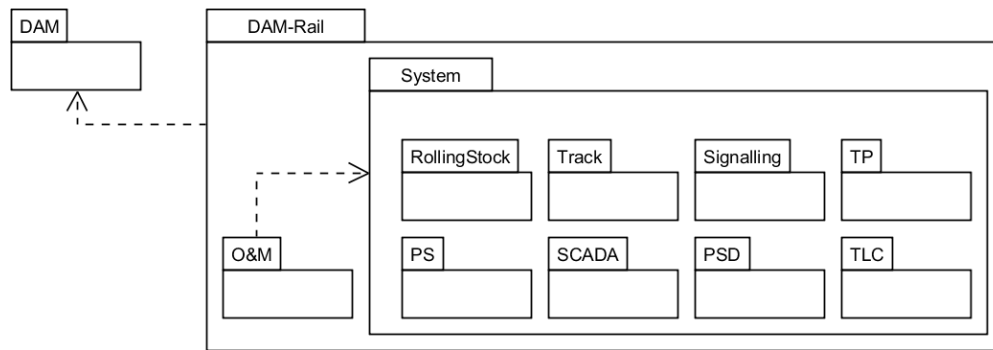 DAM
DAM-Rail
System
RollingStock
Track
Signalling
TP
O&M
PS
SCADA
PSD
TLC